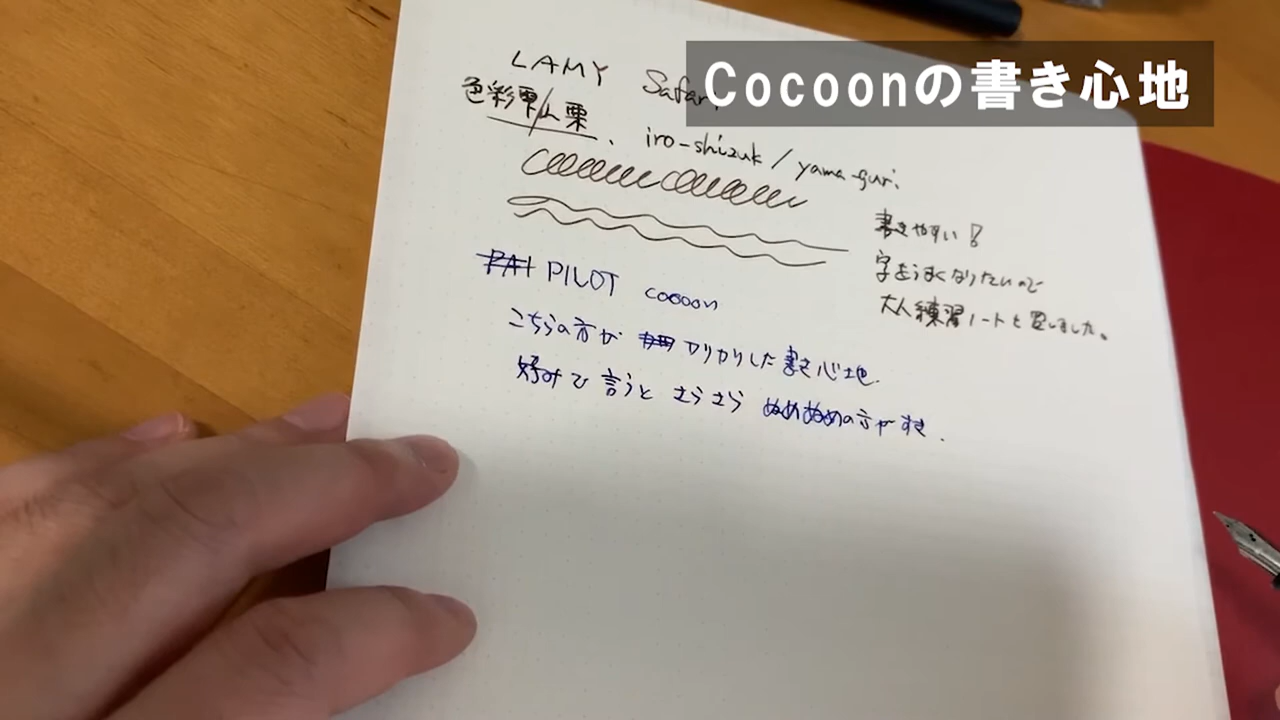 Cocoonの書き心地
LAMY Safari
色彩雫/山栗
iro-shizuk / yama-guri.
書きやすい!
字をうまくなりたいので
大人練習ノートを買いました。
PILOT cocoon
こちらの方が カリカリした書き心地.
好みで言うと さらさら ぬめぬめの方がすき.